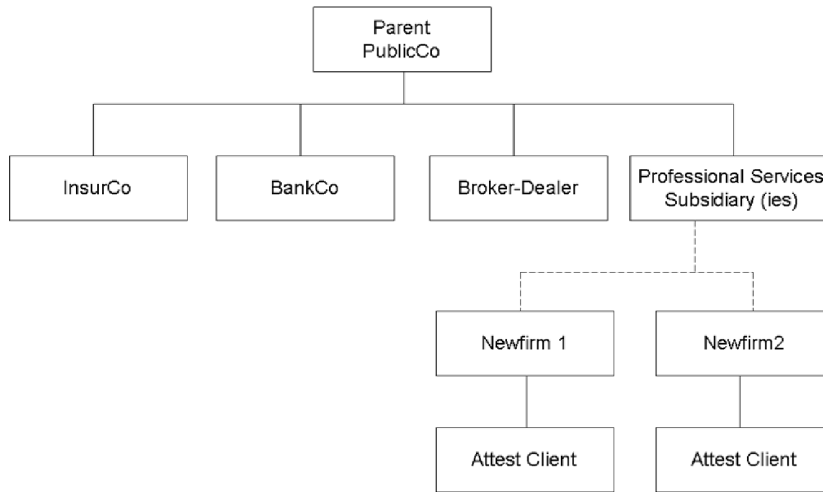 Parent
PublicCo
InsurCo
BankCo
Broker-Dealer
Professional Services
Subsidiary (ies)
Newfirm 1
Newfirm2
Attest Client
Attest Client